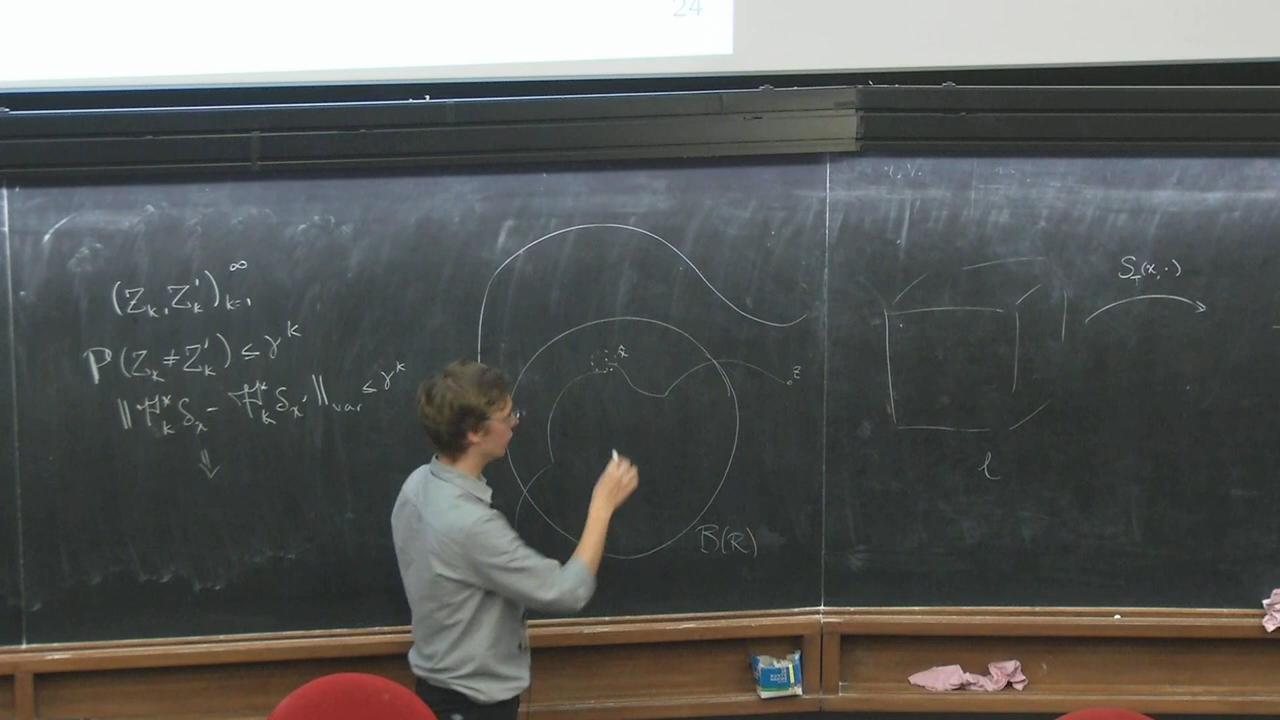 24
(Z_k, Z'_k)^∞_{k=1}
P(Z_k ≠ Z'_k) ≤ γ^k
‖ 𝒫*_k δ_x - 𝒫*_k δ_x' ‖_var ≤ γ^k
⇓
x̂
z
B(R)
S_T(x, ·)
l